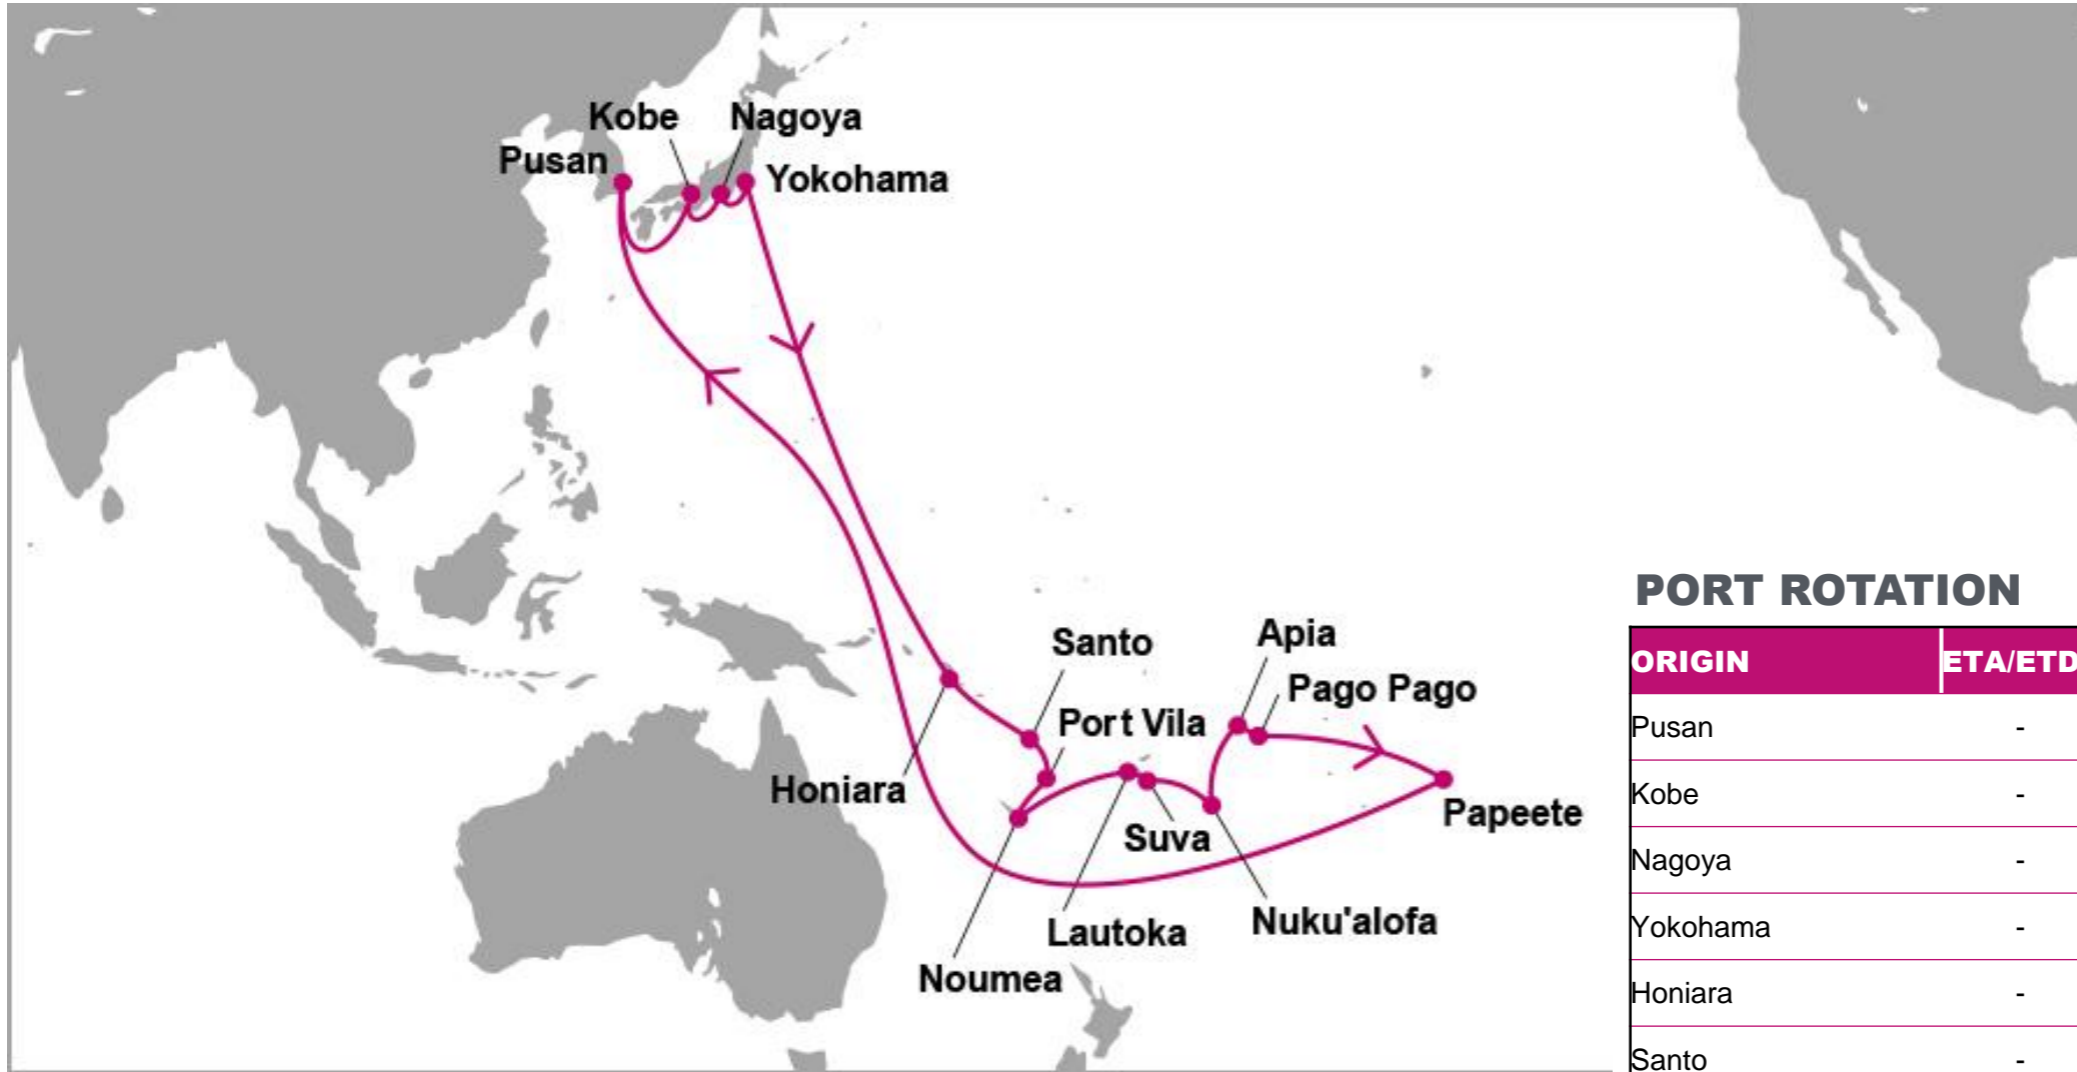 Kobe
Nagoya
Pusan
Yokohama
Santo
Apia
Pago Pago
Port Vila
Honiara
Papeete
Suva
Nuku'alofa
Lautoka
Noumea
PORT ROTATION
ORIGIN ETA/ETD
Pusan -
Kobe -
Nagoya -
Yokohama -
Honiara -
Santo -